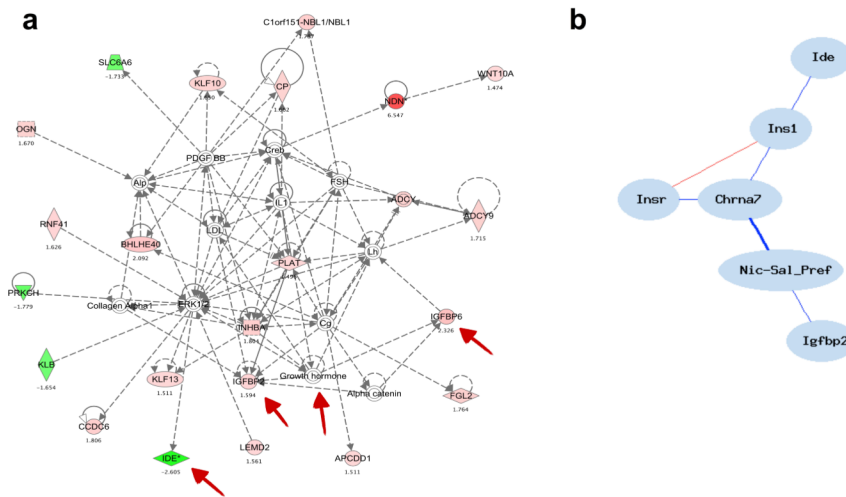 a
b
C1orf151-NBL1/NBL1
SLC6A6
-1.733
KLF10
CP
WNT10A
1.474
NDN*
6.547
OGN
1.670
PDGF BB
Creb
Alp
FSH
IL1
ADCY
ADCY9
1.715
LDL
RNF41
1.626
BHLHE40
2.092
Lh
PLAT
PRKCH
-1.779
Collagen Alpha1
ERK1/2
INHBA
Cg
IGFBP6
2.326
KLB
-1.654
KLF13
1.511
IGFBP2
1.594
Growth hormone
Alpha catenin
FGL2
1.764
CCDC6
1.806
IDE*
-2.605
LEMD2
1.561
APCDD1
1.511
Ide
Ins1
Insr
Chrna7
Nic-Sal_Pref
Igfbp2